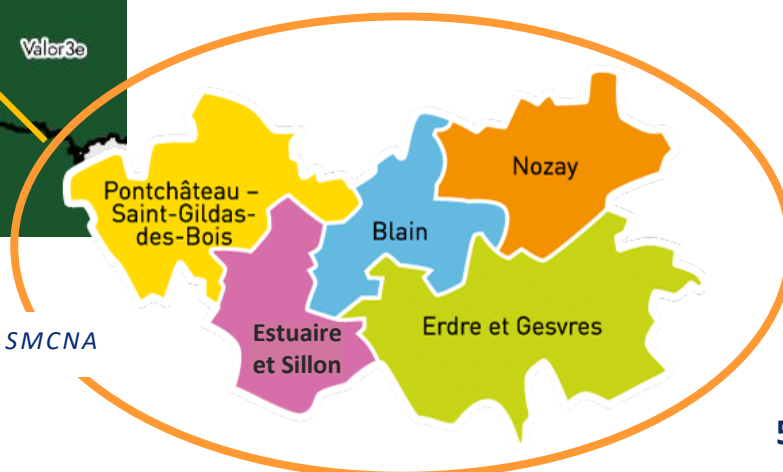 Valor3e
Pontchâteau –
Saint-Gildas-
des-Bois
Blain
Nozay
Estuaire
et Sillon
Erdre et Gesvres
SMCNA
5